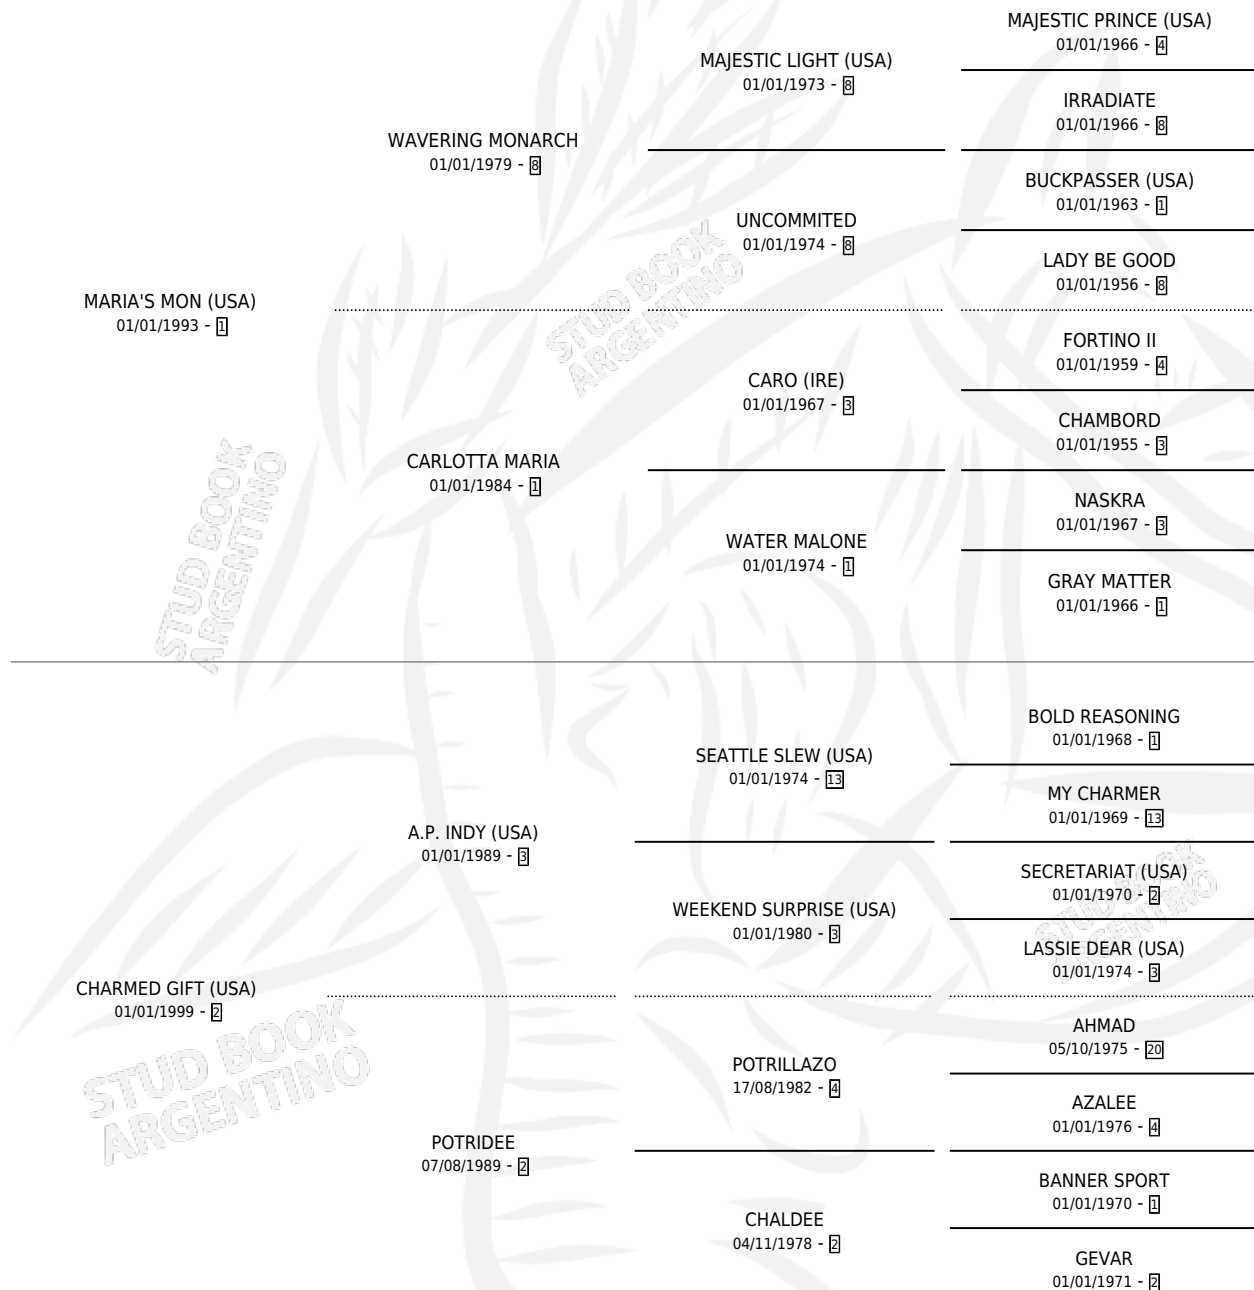 MAJESTIC PRINCE (USA)
01/01/1966 - 4
MAJESTIC LIGHT (USA)
01/01/1973 - 8
IRRADIATE
01/01/1966 - 8
WAVERING MONARCH
01/01/1979 - 8
BUCKPASSER (USA)
01/01/1963 - 1
UNCOMMITED
01/01/1974 - 8
LADY BE GOOD
01/01/1956 - 8
MARIA'S MON (USA)
01/01/1993 - 1
FORTINO II
01/01/1959 - 4
CARO (IRE)
01/01/1967 - 3
CHAMBORD
01/01/1955 - 3
CARLOTTA MARIA
01/01/1984 - 1
NASKRA
01/01/1967 - 3
WATER MALONE
01/01/1974 - 1
GRAY MATTER
01/01/1966 - 1
BOLD REASONING
01/01/1968 - 1
SEATTLE SLEW (USA)
01/01/1974 - 13
MY CHARMER
01/01/1969 - 13
A.P. INDY (USA)
01/01/1989 - 3
SECRETARIAT (USA)
01/01/1970 - 2
WEEKEND SURPRISE (USA)
01/01/1980 - 3
LASSIE DEAR (USA)
01/01/1974 - 3
CHARMED GIFT (USA)
01/01/1999 - 2
AHMAD
05/10/1975 - 20
POTRILLAZO
17/08/1982 - 4
AZALEE
01/01/1976 - 4
POTRIDEE
07/08/1989 - 2
BANNER SPORT
01/01/1970 - 1
CHALDEE
04/11/1978 - 2
GEVAR
01/01/1971 - 2
STUD BOOK
ARGENTINO
STUD BOOK
ARGENTINO
STUD BOOK
ARGENTINO
STUD BOOK
ARGENTINO